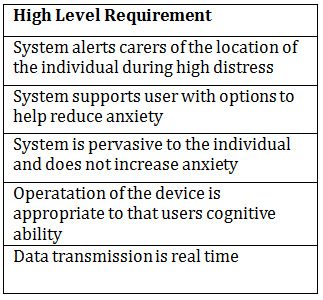 High Level Requirement
System alerts carers of the location of
the individual during high distress
System supports user with options to
help reduce anxiety
System is pervasive to the individual
and does not increase anxiety
Operatation of the device is
appropriate to that users cognitive
ability
Data transmission is real time